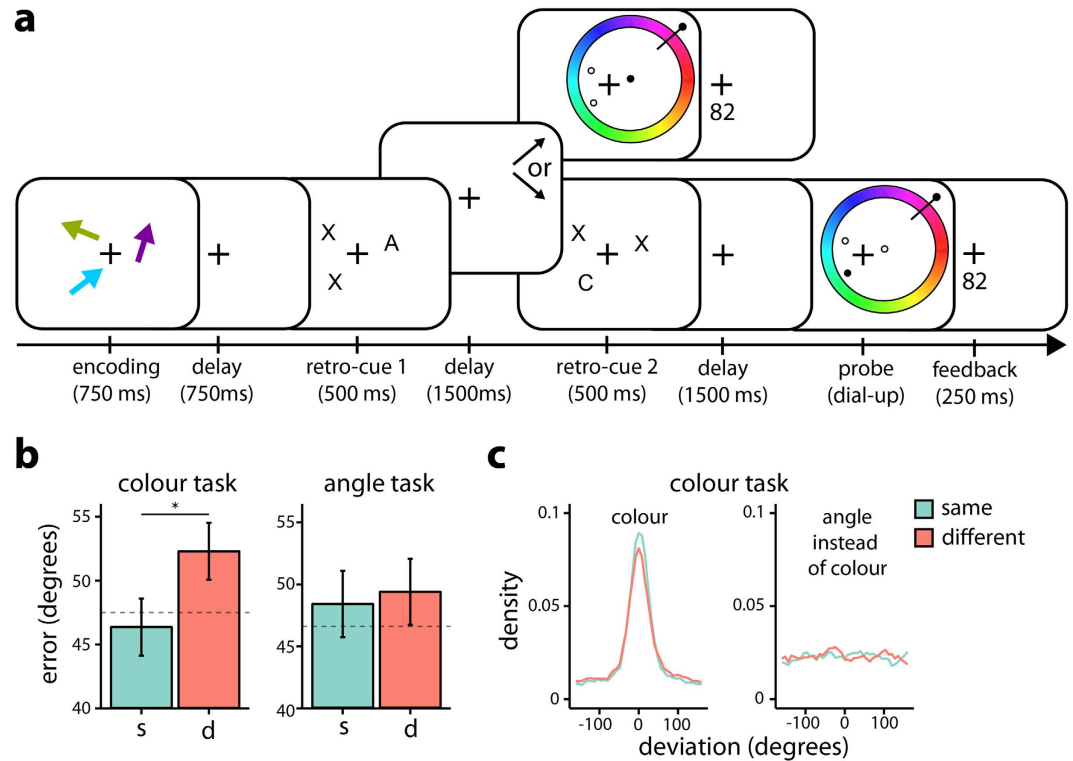 a
82
or
X
A
X
X
X
C
82
encoding
(750 ms)
delay
(750ms)
retro-cue 1
(500 ms)
delay
(1500ms)
retro-cue 2
(500 ms)
delay
(1500 ms)
probe
(dial-up)
feedback
(250 ms)
b
colour task
error (degrees)
55
50
45
40
*
s
d
angle task
55
50
45
40
s
d
c
colour task
density
0.1
0.05
0
colour
-100
0
100
0.1
0.05
0
angle
instead
of colour
-100
0
100
deviation (degrees)
same
different